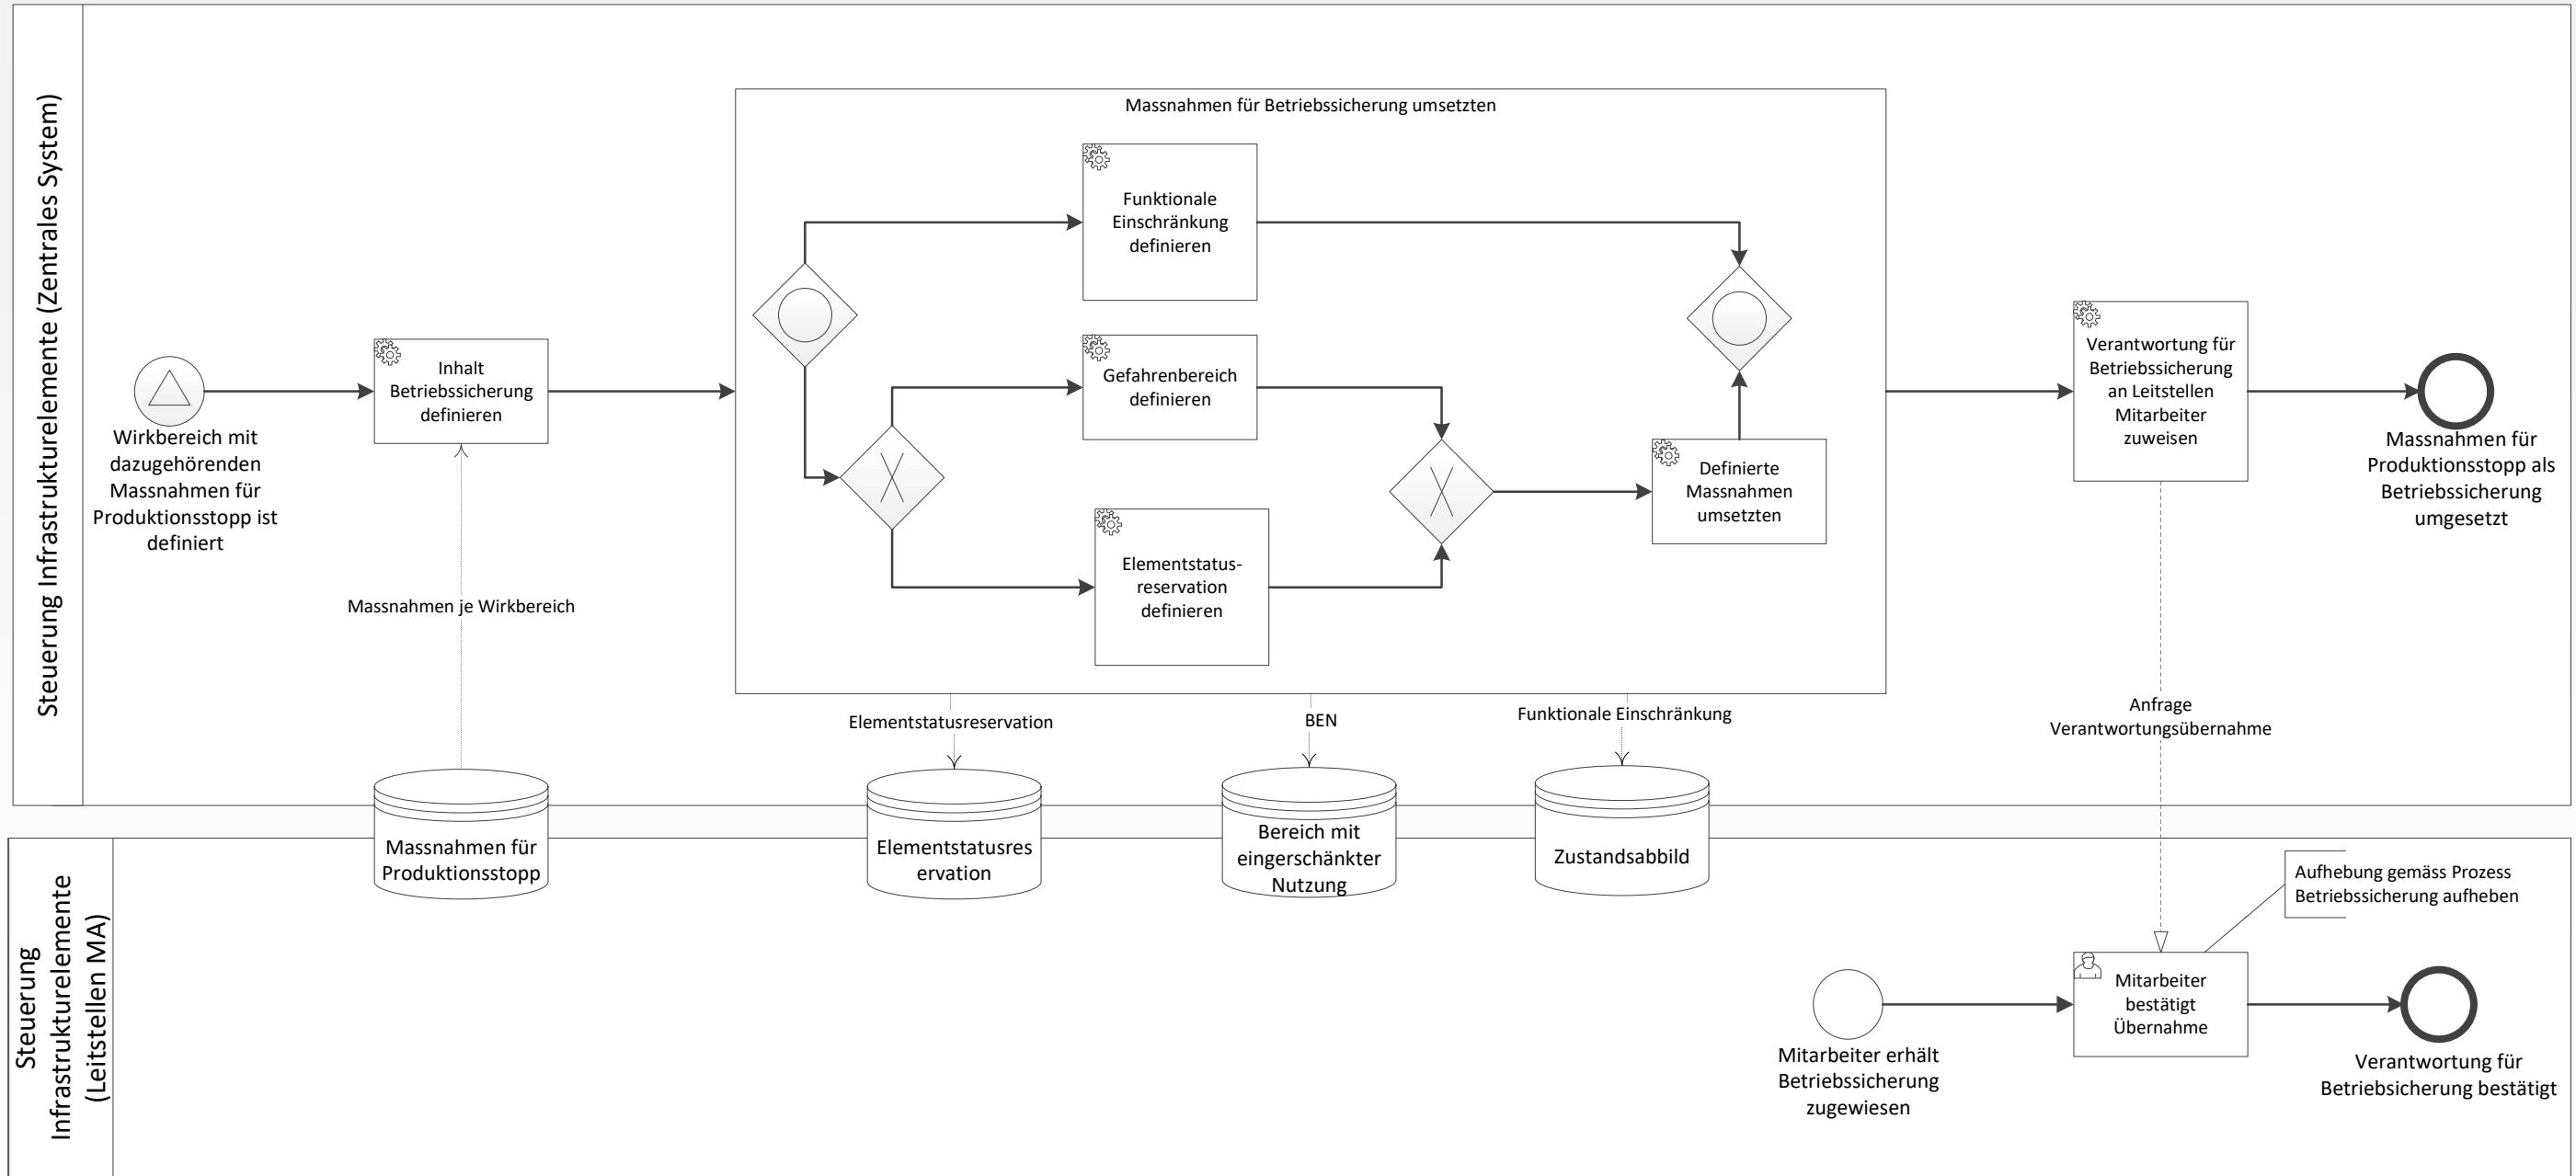 Steuerung Infrastrukturelemente (Zentrales System)
Wirkbereich mit
dazugehörenden
Massnahmen für
Produktionsstopp ist
definiert
Inhalt
Betriebssicherung
definieren
Massnahmen je Wirkbereich
Massnahmen für
Produktionsstopp
Massnahmen für Betriebssicherung umsetzten
Funktionale
Einschränkung
definieren
Gefahrenbereich
definieren
Elementstatus-
reservation
definieren
Definierte
Massnahmen
umsetzten
Elementstatusreservation
BEN
Funktionale Einschränkung
Elementstatusres
ervation
Bereich mit
eingerschänkter
Nutzung
Zustandsabbild
Verantwortung für
Betriebssicherung
an Leitstellen
Mitarbeiter
zuweisen
Massnahmen für
Produktionsstopp als
Betriebssicherung
umgesetzt
Anfrage
Verantwortungsübernahme
Steuerung
Infrastrukturelemente
(Leitstellen MA)
Mitarbeiter erhält
Betriebssicherung
zugewiesen
Mitarbeiter
bestätigt
Übernahme
Aufhebung gemäss Prozess
Betriebssicherung aufheben
Verantwortung für
Betriebsicherung bestätigt